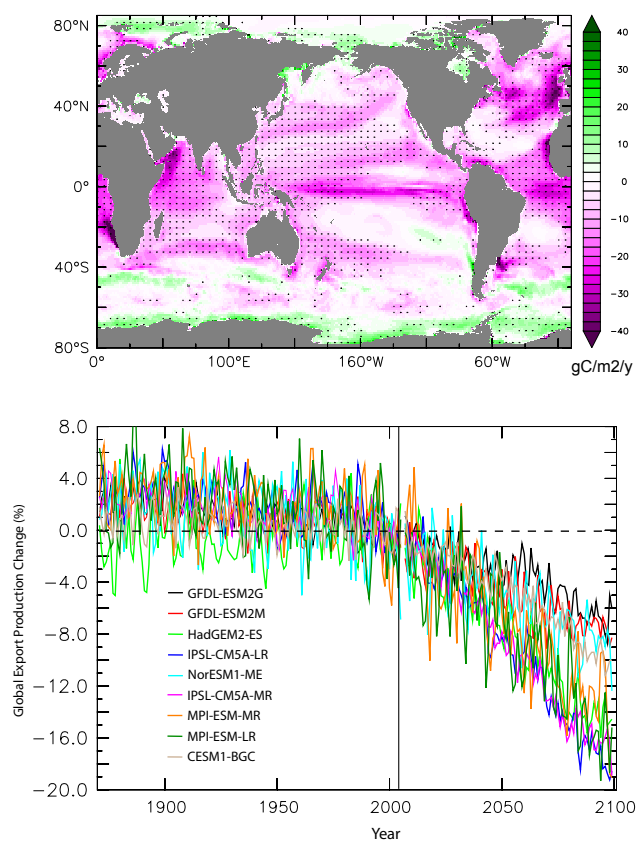 80°N
40°N
0°
40°S
80°S
0°
100°E
160°W
60°W
40
30
20
10
0
−10
−20
−30
−40
gC/m2/y
8.0
4.0
0.0
−4.0
−8.0
−12.0
−16.0
−20.0
Global Export Production Change (%)
GFDL-ESM2G
GFDL-ESM2M
HadGEM2-ES
IPSL-CM5A-LR
NorESM1-ME
IPSL-CM5A-MR
MPI-ESM-MR
MPI-ESM-LR
CESM1-BGC
1900
1950
2000
2050
2100
Year